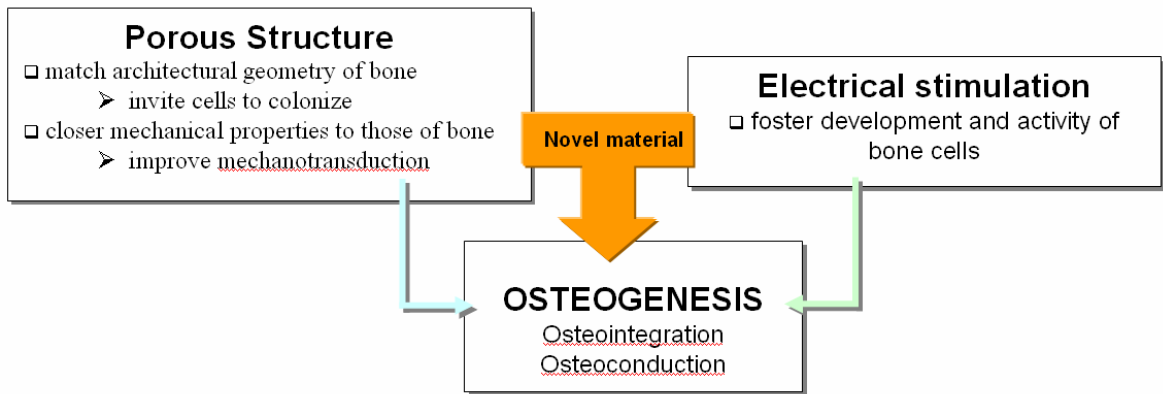 Porous Structure
❑ match architectural geometry of bone
➢ invite cells to colonize
❑ closer mechanical properties to those of bone
➢ improve mechanotransduction
Electrical stimulation
❑ foster development and activity of
bone cells
Novel material
OSTEOGENESIS
Osteointegration
Osteoconduction